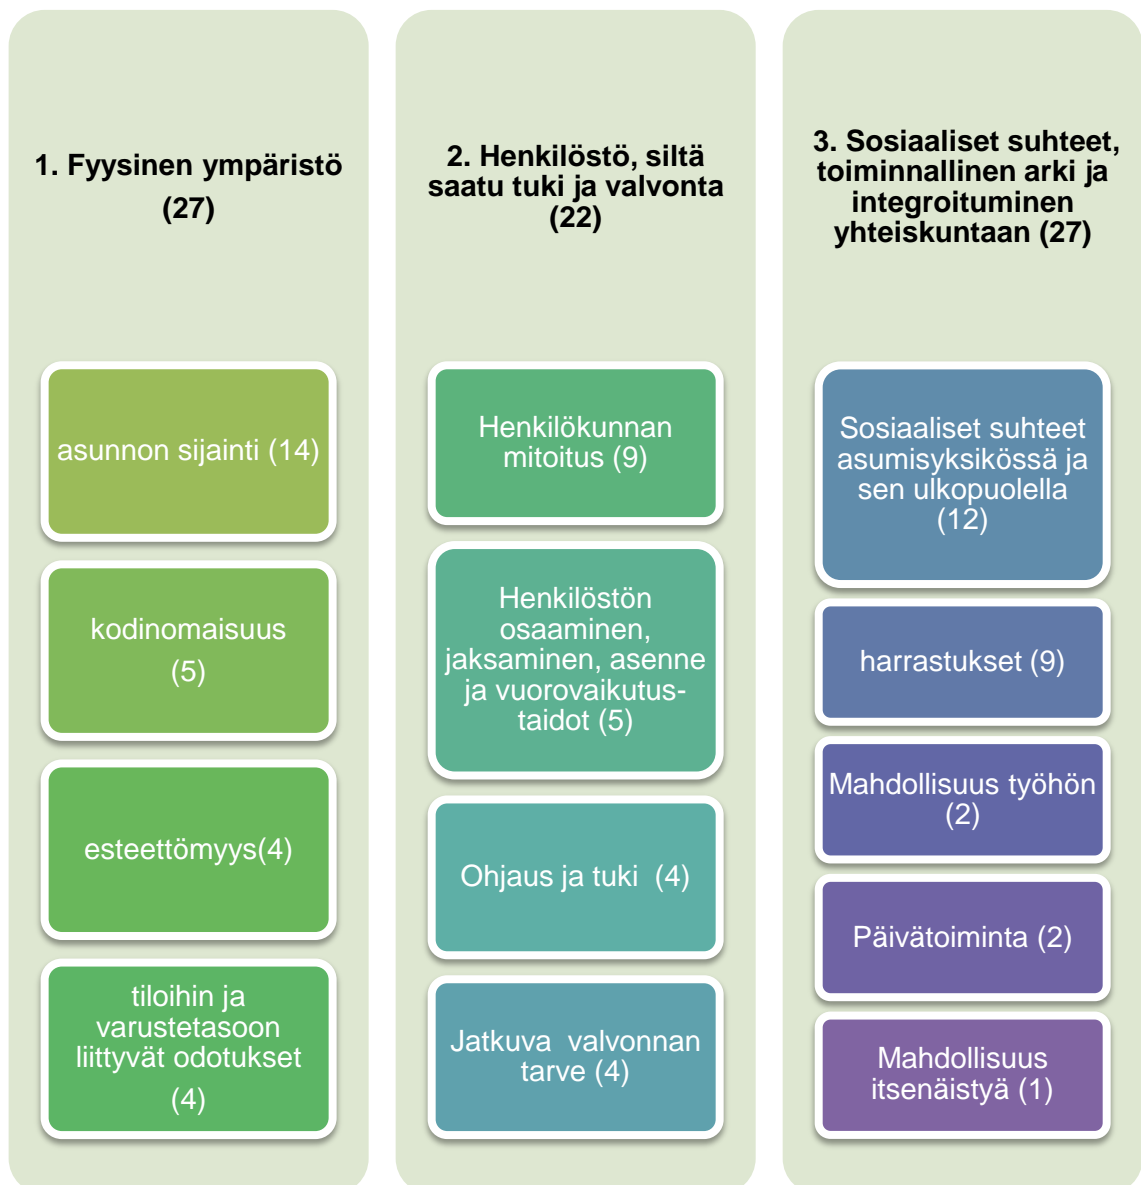 1. Fyysinen ympäristö
(27)
asunnon sijainti (14)
kodinomaisuus
(5)
esteettömyys(4)
tiloihin ja
varustetasoon
liittyvät odotukset
(4)
2. Henkilöstö, siltä
saatu tuki ja valvonta
(22)
Henkilökunnan
mitoitus (9)
Henkilöstön
osaaminen,
jaksaminen, asenne
ja vuorovaikutus-
taidot (5)
Ohjaus ja tuki (4)
Jatkuva valvonnan
tarve (4)
3. Sosiaaliset suhteet,
toiminnallinen arki ja
integroituminen
yhteiskuntaan (27)
Sosiaaliset suhteet
asumisyksikössä ja
sen ulkopuolella
(12)
harrastukset (9)
Mahdollisuus työhön
(2)
Päivätoiminta (2)
Mahdollisuus
itsenäistyä (1)